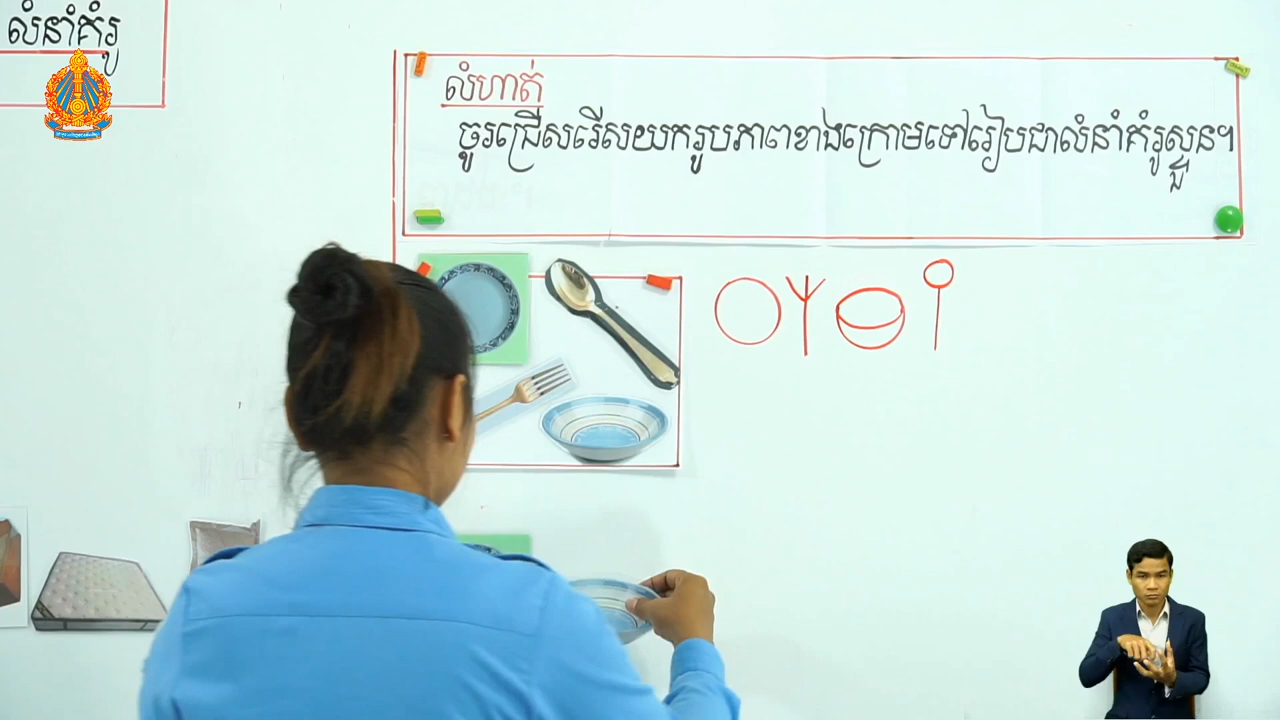 លំនាំគំរូ
លំហាត់
ចូរជ្រើសរើសយករូបភាពខាងក្រោមទៅរៀបជាលំនាំគំរូស្ទួន។